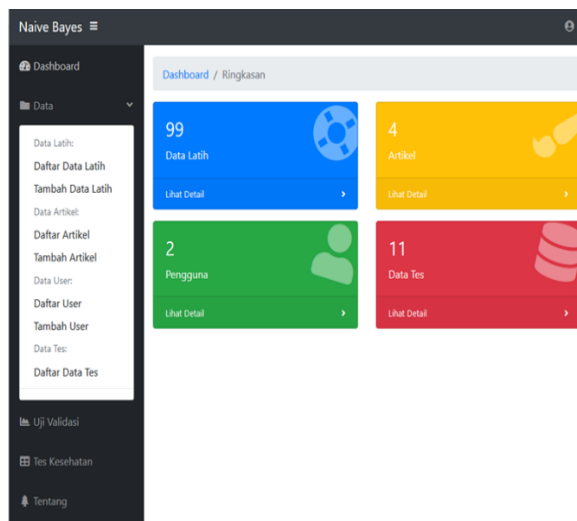 Naive Bayes
Dashboard
Data
Data Latih:
Daftar Data Latih
Tambah Data Latih
Data Artikel:
Daftar Artikel
Tambah Artikel
Data User:
Daftar User
Tambah User
Data Tes:
Daftar Data Tes
Uji Validasi
Tes Kesehatan
Tentang
Dashboard / Ringkasan
99
Data Latih
Lihat Detail
4
Artikel
Lihat Detail
2
Pengguna
Lihat Detail
11
Data Tes
Lihat Detail